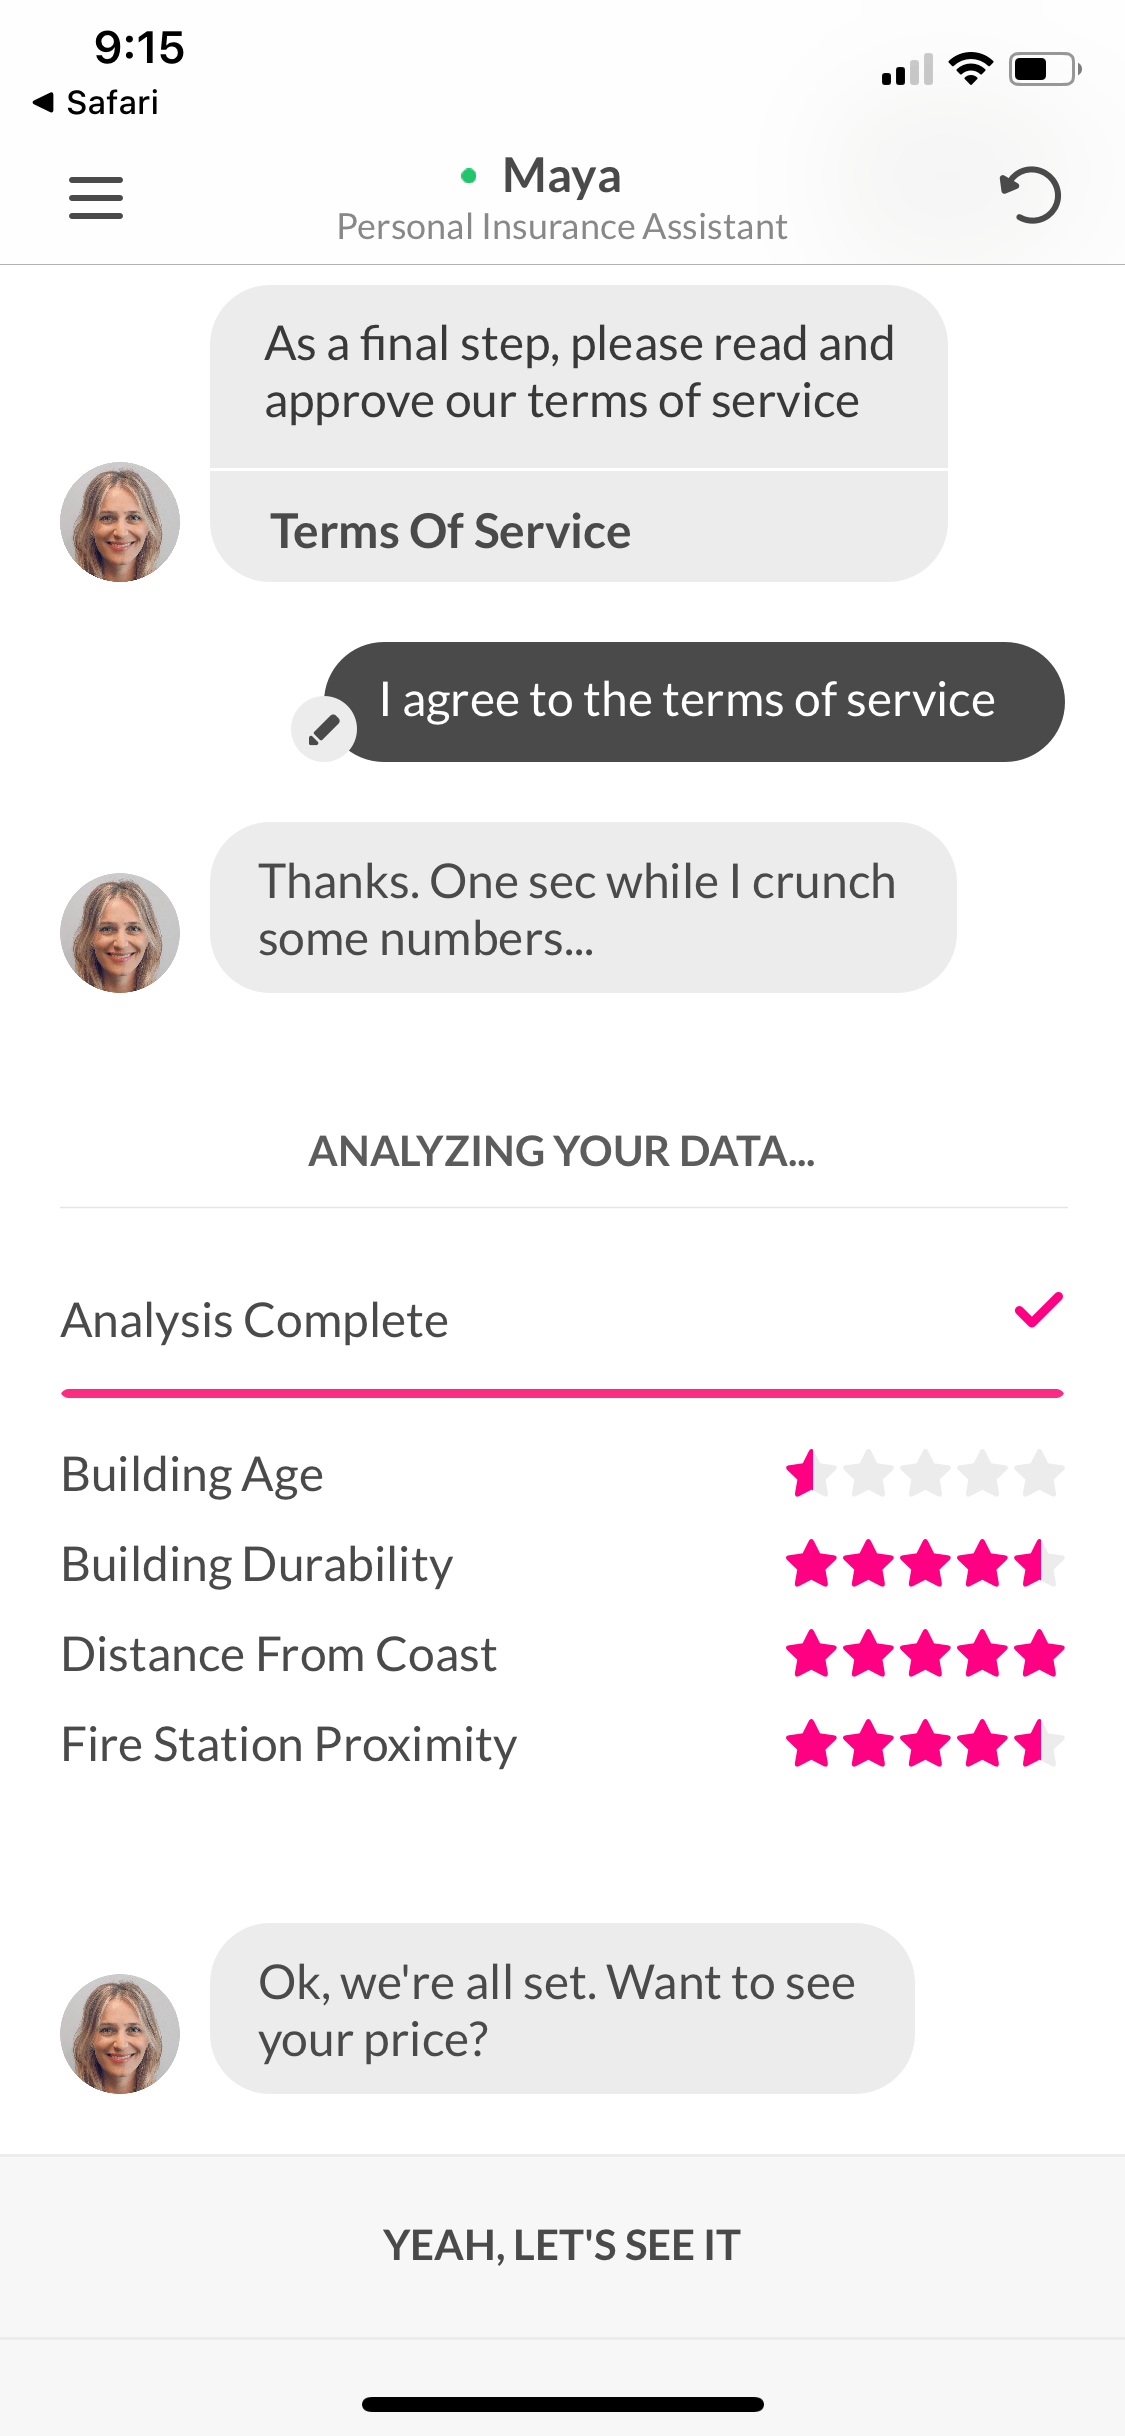 9:15
◀ Safari
Maya
Personal Insurance Assistant
As a final step, please read and
approve our terms of service
Terms Of Service
I agree to the terms of service
Thanks. One sec while I crunch
some numbers...
ANALYZING YOUR DATA...
Analysis Complete
Building Age
Building Durability
Distance From Coast
Fire Station Proximity
Ok, we're all set. Want to see
your price?
YEAH, LET'S SEE IT